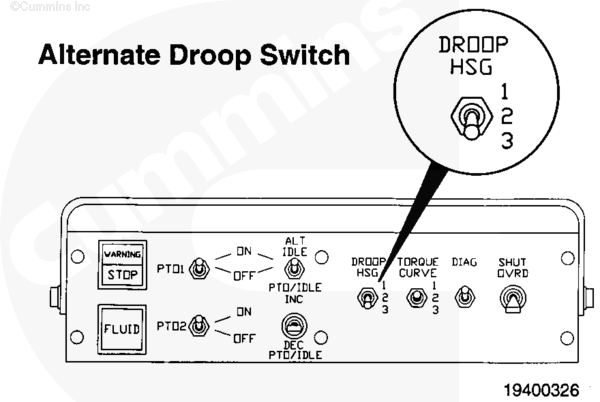 ©Cummins Inc
Alternate Droop Switch
DROOP
HSG
1
2
3
cummins
WARNING
STOP
PTO1
ON
OFF
ALT
IDLE
PTO/IDLE
INC
DROOP
HSG
1
2
3
TORQUE
CURVE
1
2
3
DIAG
SHUT
OVRD
FLUID
PTO2
ON
OFF
DEC
PTO/IDLE
19400326